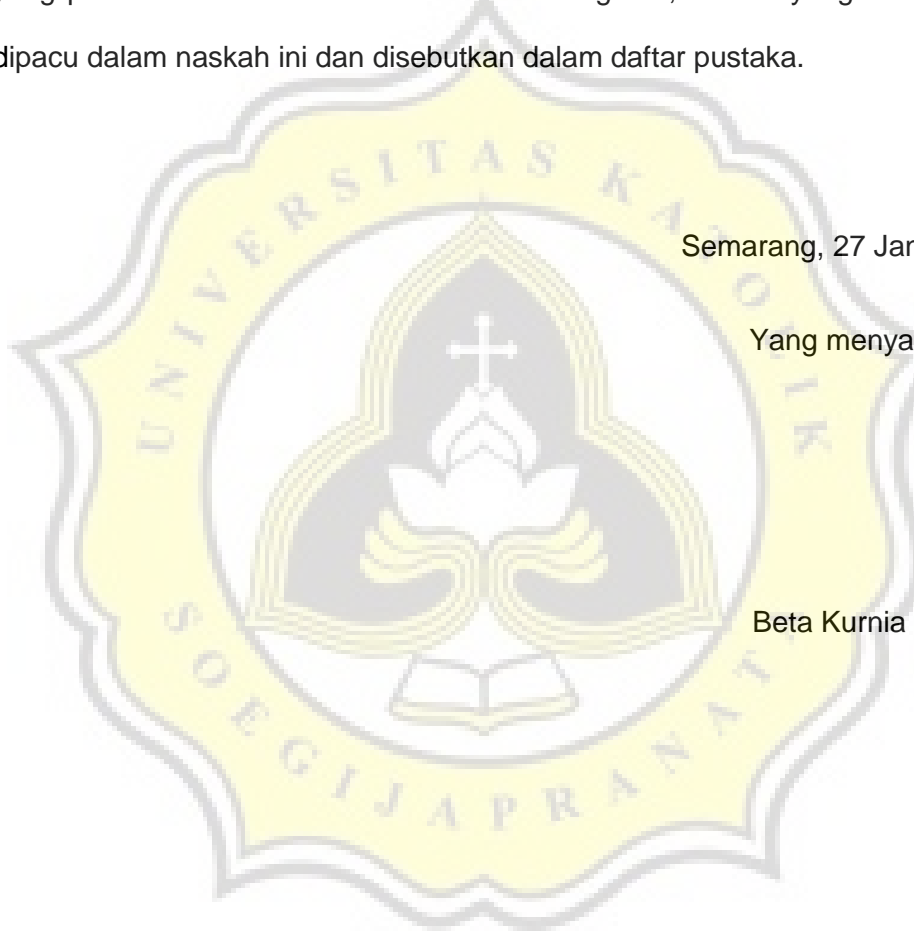 dipacu dalam naskah ini dan disebutkan dalam daftar pustaka.
UNIVERSITAS KATOLIK
Semarang, 27 Jan
Yang menya
Beta Kurnia
SOEGIJAPRANATA